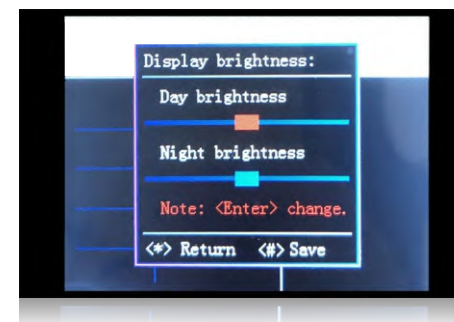 Display brightness:
Day brightness
Night brightness
Note: <Enter> change.
<*> Return <#> Save